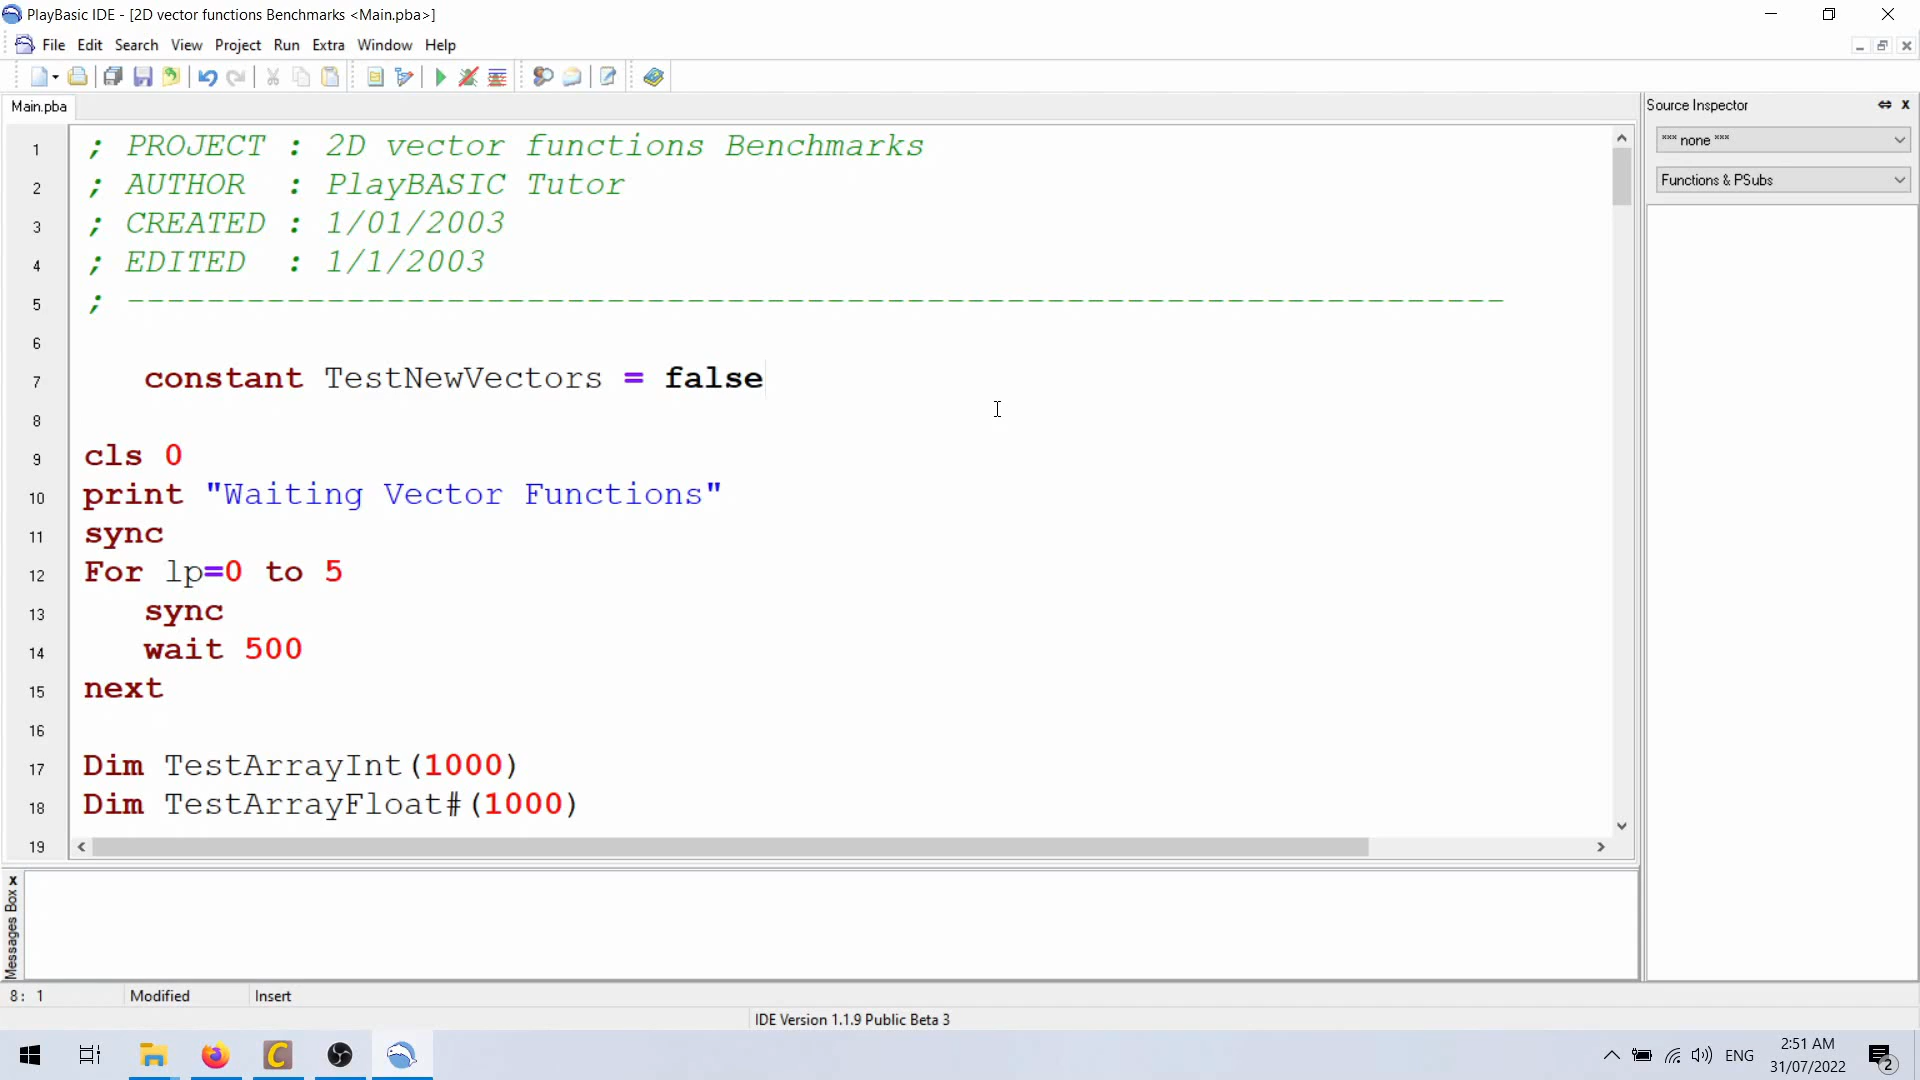 PlayBasic IDE - [2D vector functions Benchmarks <Main.pba>]
File Edit Search View Project Run Extra Window Help
Main.pba
Source Inspector
*** none ***
Functions & PSubs
1 ; PROJECT : 2D vector functions Benchmarks
2 ; AUTHOR : PlayBASIC Tutor
3 ; CREATED : 1/01/2003
4 ; EDITED : 1/1/2003
5 ; ---------------------------------------------------------------------
6
7 constant TestNewVectors = false
8
9 cls 0
10 print "Waiting Vector Functions"
11 sync
12 For lp=0 to 5
13 sync
14 wait 500
15 next
16
17 Dim TestArrayInt(1000)
18 Dim TestArrayFloat#(1000)
19
Messages Box
8: 1 Modified Insert
IDE Version 1.1.9 Public Beta 3
ENG
2:51 AM
31/07/2022
2